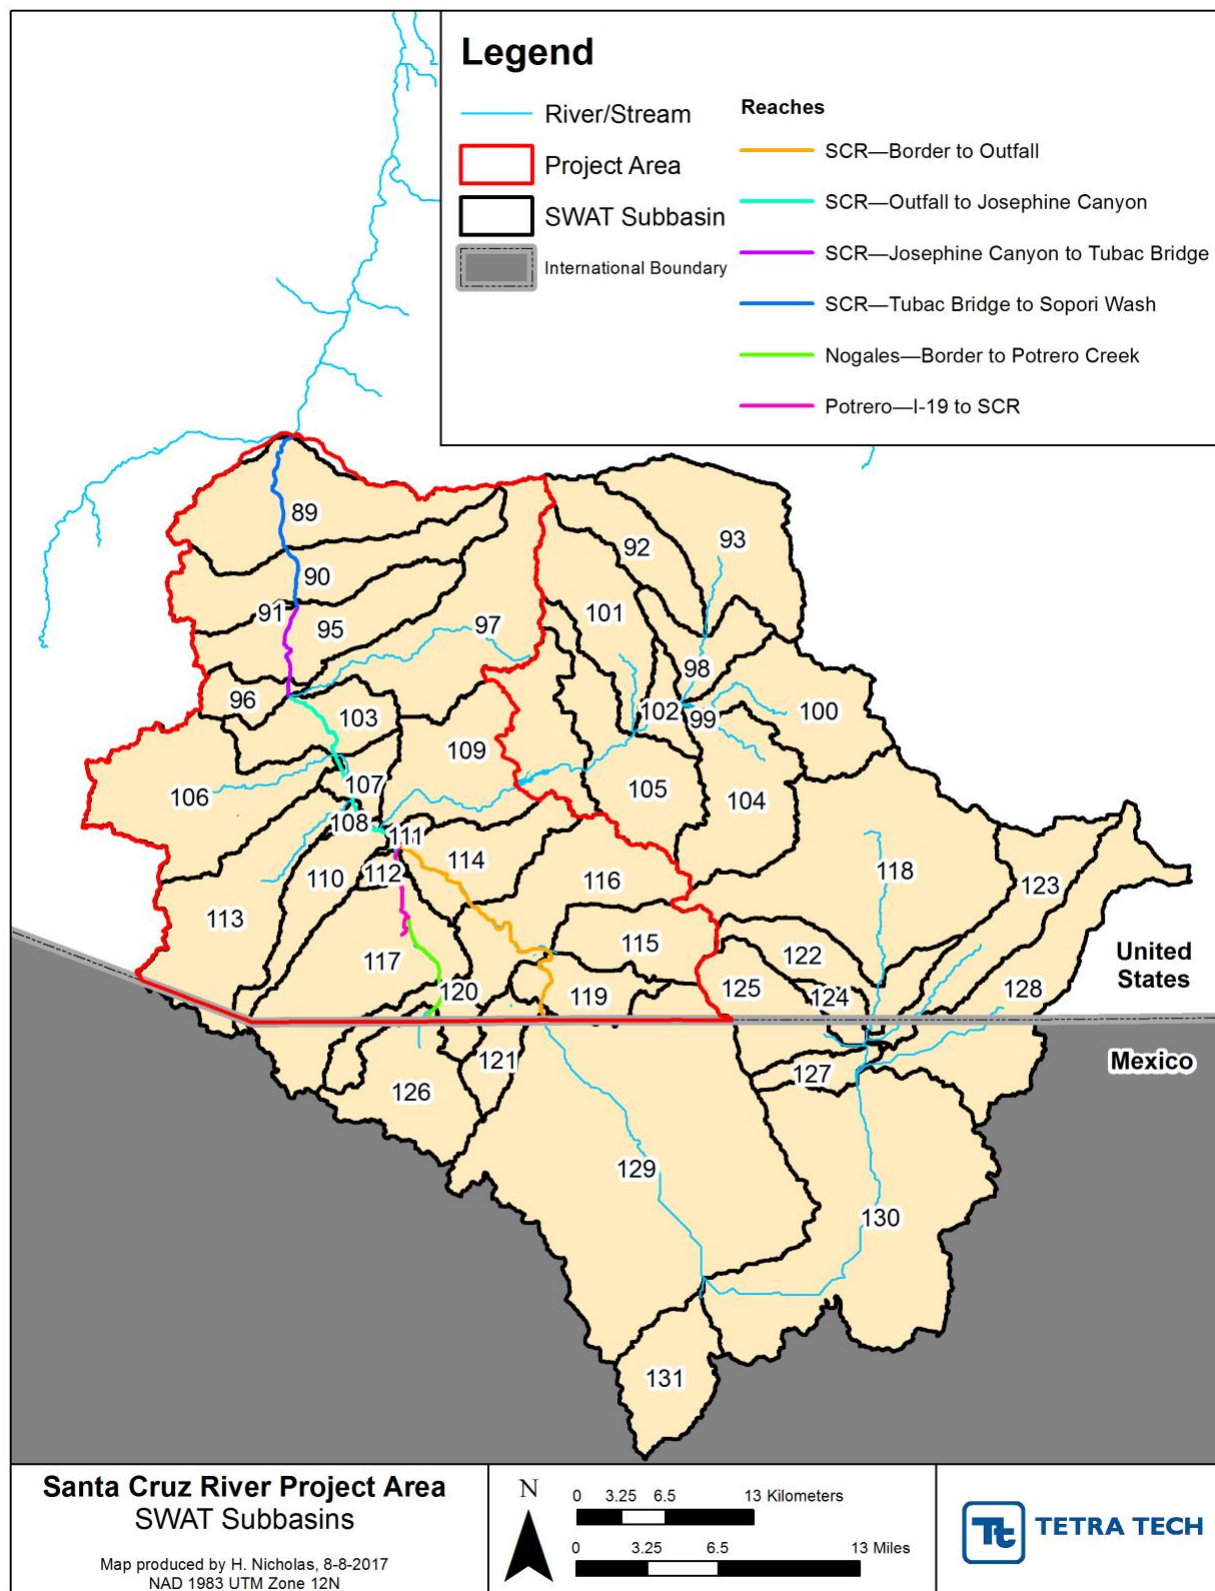 Legend
River/Stream
Project Area
SWAT Subbasin
International Boundary
Reaches
SCR—Border to Outfall
SCR—Outfall to Josephine Canyon
SCR—Josephine Canyon to Tubac Bridge
SCR—Tubac Bridge to Sopori Wash
Nogales—Border to Potrero Creek
Potrero—I-19 to SCR
89
92
93
90
91
95
97
101
98
96
103
102
99
100
109
106
107
105
104
108
111
110
112
114
116
118
123
113
117
115
122
United
States
120
119
125
124
128
121
127
Mexico
126
129
130
131
Santa Cruz River Project Area
SWAT Subbasins
Map produced by H. Nicholas, 8-8-2017
NAD 1983 UTM Zone 12N
N
0 3.25 6.5 13 Kilometers
0 3.25 6.5 13 Miles
Tt TETRA TECH